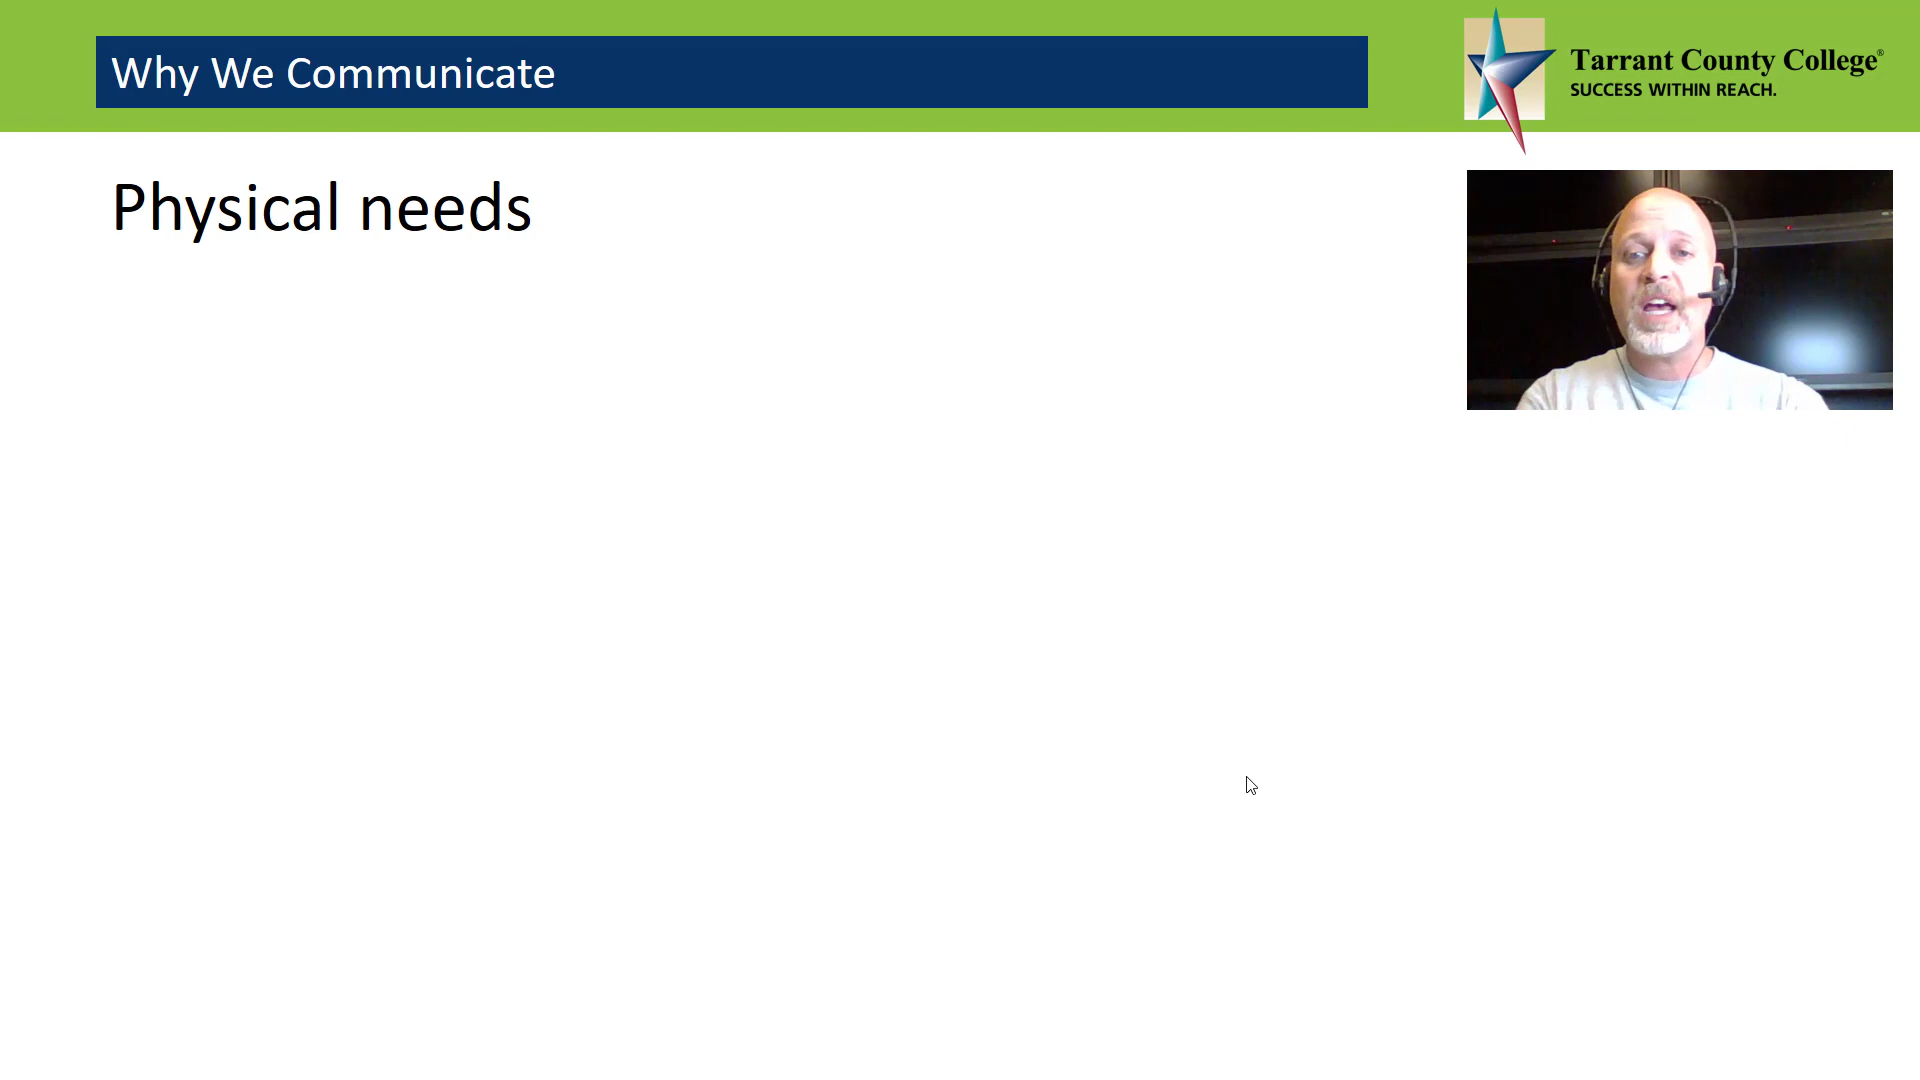 Why We Communicate
Tarrant County College®
SUCCESS WITHIN REACH.
Physical needs